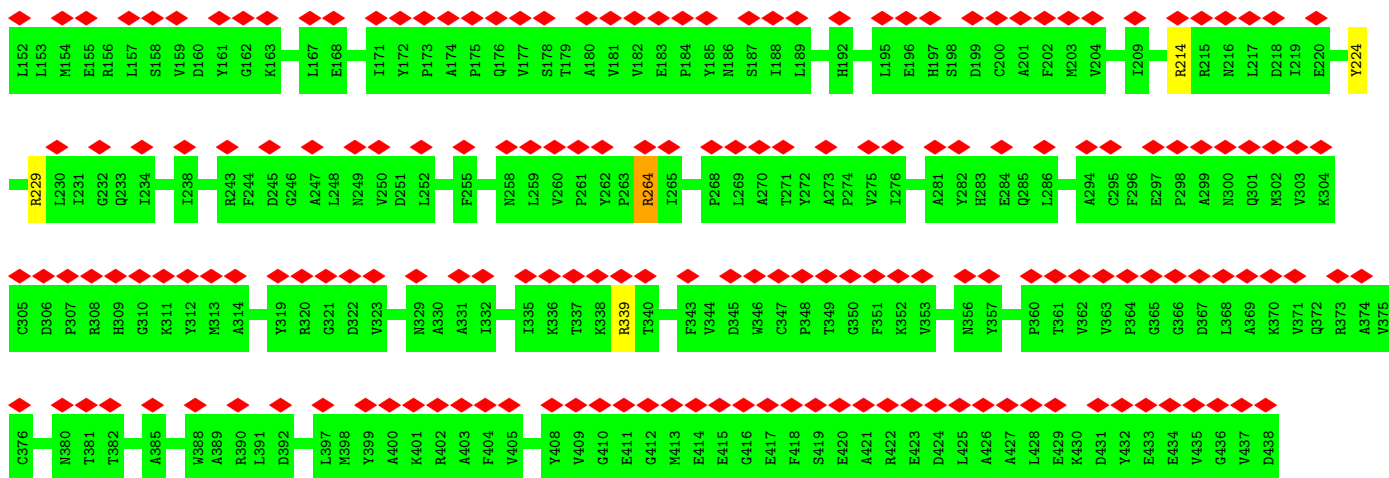 L152 L153 M154 E155 R156 L157 S158 V159 D160 Y161 G162 K163 L167 E168 I171 Y172 P173 A174 P175 Q176 V177 S178 T179 A180 V181 V182 E183 P184 Y185 N186 S187 I188 L189 H192 L195 E196 H197 S198 D199 C200 A201 F202 M203 V204 I209 R214 R215 N216 L217 D218 I219 E220 Y224
R229 L230 I231 G232 Q233 I234 I238 R243 F244 D245 G246 A247 L248 N249 V250 D251 L252 F255 N258 L259 V260 P261 Y262 P263 R264 I265 P268 L269 A270 T271 Y272 A273 P274 V275 I276 A281 Y282 H283 E284 Q285 L286 A294 C295 F296 E297 P298 A299 N300 Q301 M302 V303 K304
C305 D306 P307 R308 H309 G310 K311 Y312 M313 A314 Y319 R320 G321 D322 V323 N329 A330 A331 I332 I335 K336 T337 K338 R339 T340 F343 V344 D345 W346 C347 P348 T349 G350 F351 K352 V353 N356 Y357 P360 T361 V362 V363 P364 G365 G366 D367 L368 A369 K370 V371 Q372 R373 A374 V375
C376 N380 T381 T382 A385 W388 A389 R390 L391 D392 L397 M398 Y399 A400 K401 R402 A403 F404 V405 Y408 V409 G410 E411 G412 M413 E414 E415 G416 E417 F418 S419 E420 A421 R422 E423 D424 L425 A426 A427 L428 E429 K430 D431 Y432 E433 E434 V435 G436 V437 D438